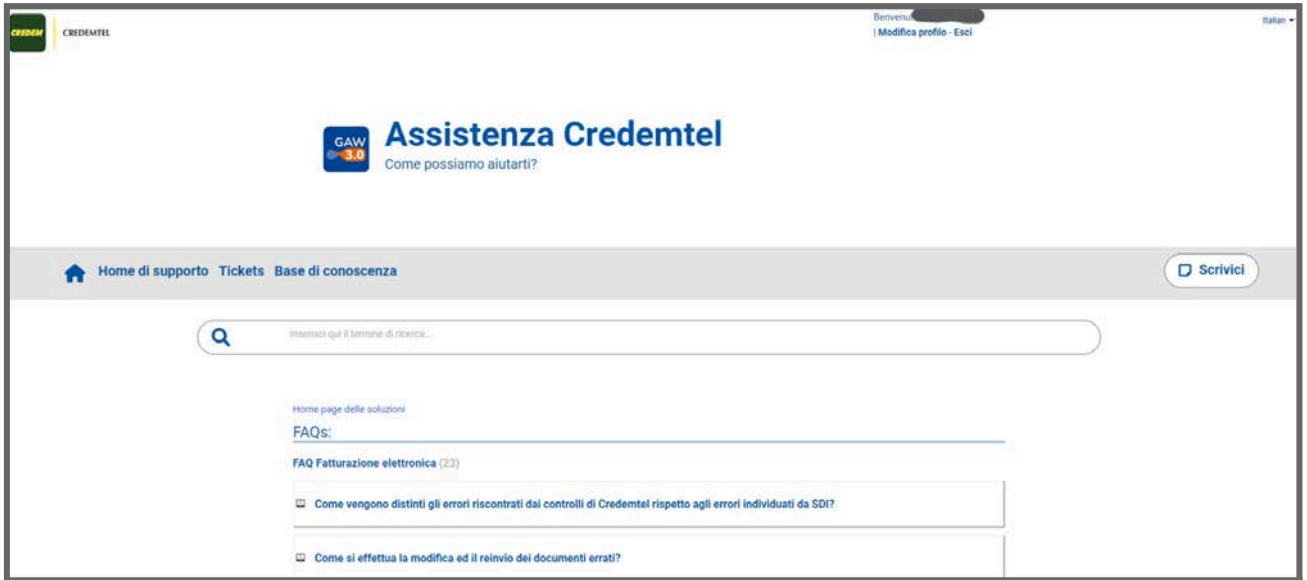 CREDEM
CREDEMTEL
| Modifica profilo - Esci
Italian
GAW
3.0
Assistenza Credemtel
Come possiamo aiutarti?
Home di supporto Tickets Base di conoscenza
Scrivici
Inserisci qui il termine di ricerca...
Home page delle soluzioni
FAQs:
FAQ Fatturazione elettronica (23)
Come vengono distinti gli errori riscontrati dai controlli di Credemtel rispetto agli errori individuati da SDI?
Come si effettua la modifica ed il reinvio dei documenti errati?